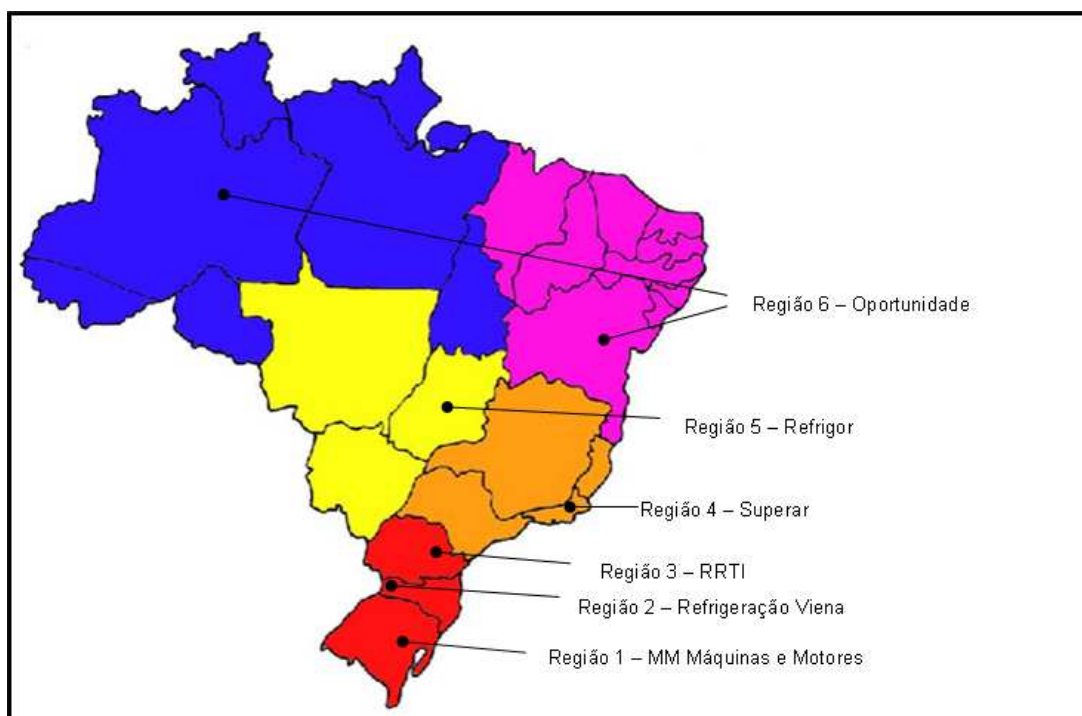 Região 6 – Oportunidade
Região 5 – Refrigor
Região 4 – Superar
Região 3 – RRTI
Região 2 – Refrigeração Viena
Região 1 – MM Máquinas e Motores